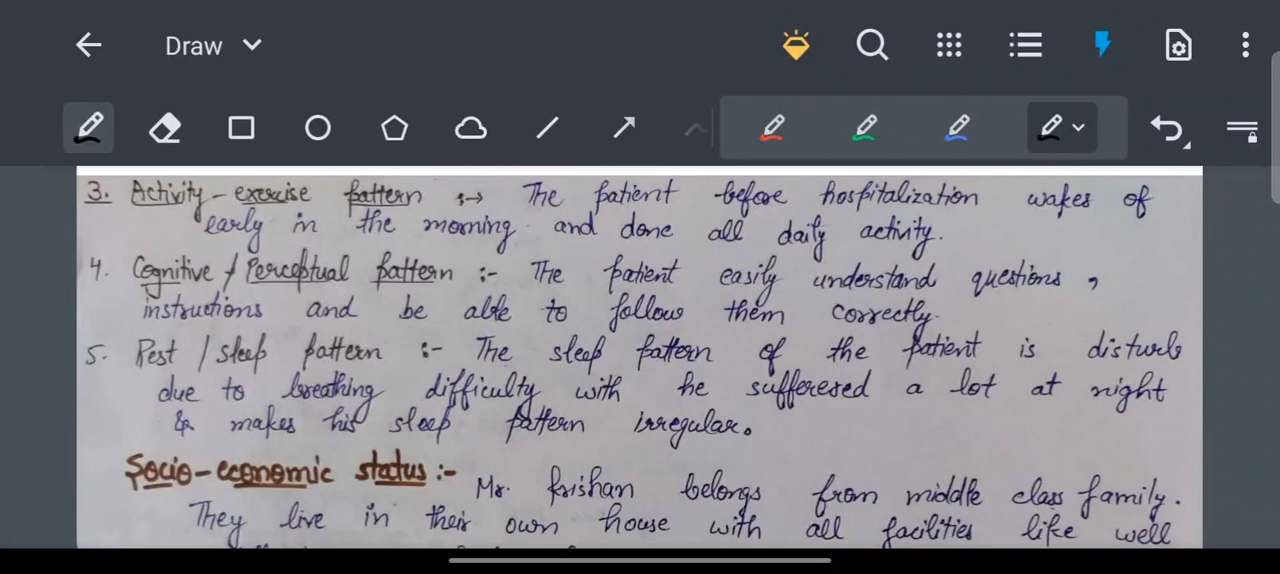 Draw
3. Activity - exercise pattern :→ The patient before hospitalization wakes of
early in the morning and done all daily activity.
4. Cognitive / Perceptual pattern :- The patient easily understand questions,
instructions and be able to follow them correctly.
5. Rest / sleep pattern :- The sleep pattern of the patient is disturb
due to breathing difficulty with he sufferesed a lot at night
& makes his sleep pattern irregular.
Socio-economic status :- Mr. Krishan belongs from middle class family.
They live in their own house with all facilities like well